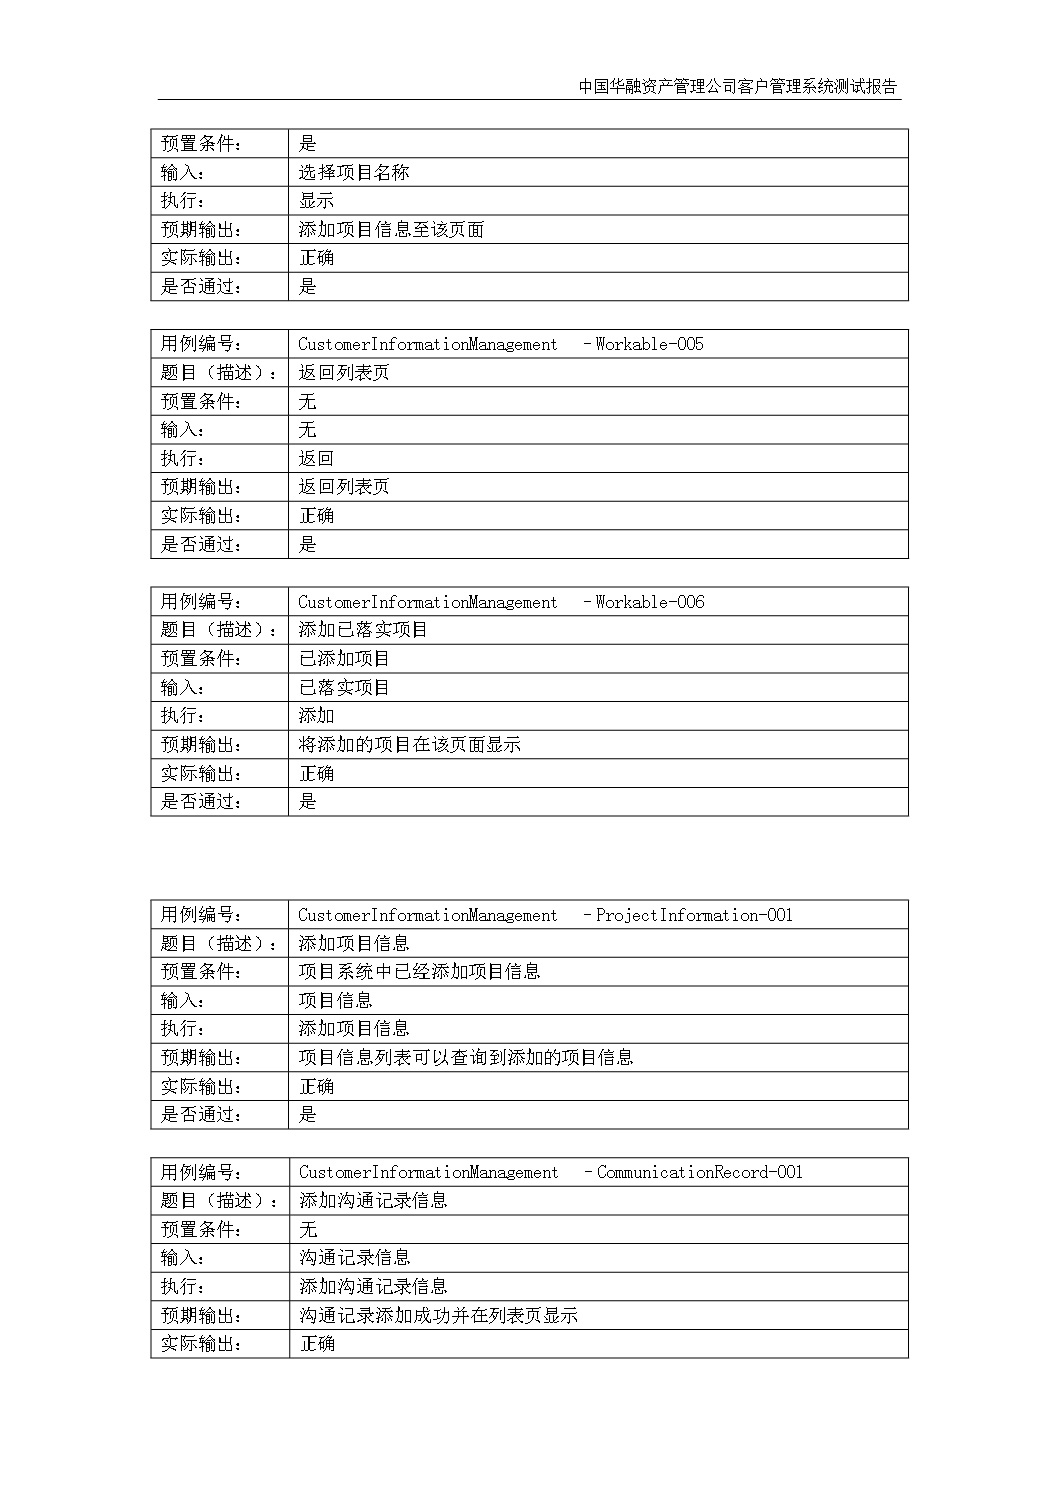 中国华融资产管理公司客户管理系统测试报告
预置条件： 是
输入： 选择项目名称
执行： 显示
预期输出： 添加项目信息至该页面
实际输出： 正确
是否通过： 是
用例编号： CustomerInformationManagement –Workable-005
题目（描述）： 返回列表页
预置条件： 无
输入： 无
执行： 返回
预期输出： 返回列表页
实际输出： 正确
是否通过： 是
用例编号： CustomerInformationManagement –Workable-006
题目（描述）： 添加已落实项目
预置条件： 已添加项目
输入： 已落实项目
执行： 添加
预期输出： 将添加的项目在该页面显示
实际输出： 正确
是否通过： 是
用例编号： CustomerInformationManagement –ProjectInformation-001
题目（描述）： 添加项目信息
预置条件： 项目系统中已经添加项目信息
输入： 项目信息
执行： 添加项目信息
预期输出： 项目信息列表可以查询到添加的项目信息
实际输出： 正确
是否通过： 是
用例编号： CustomerInformationManagement –CommunicationRecord-001
题目（描述）： 添加沟通记录信息
预置条件： 无
输入： 沟通记录信息
执行： 添加沟通记录信息
预期输出： 沟通记录添加成功并在列表页显示
实际输出： 正确